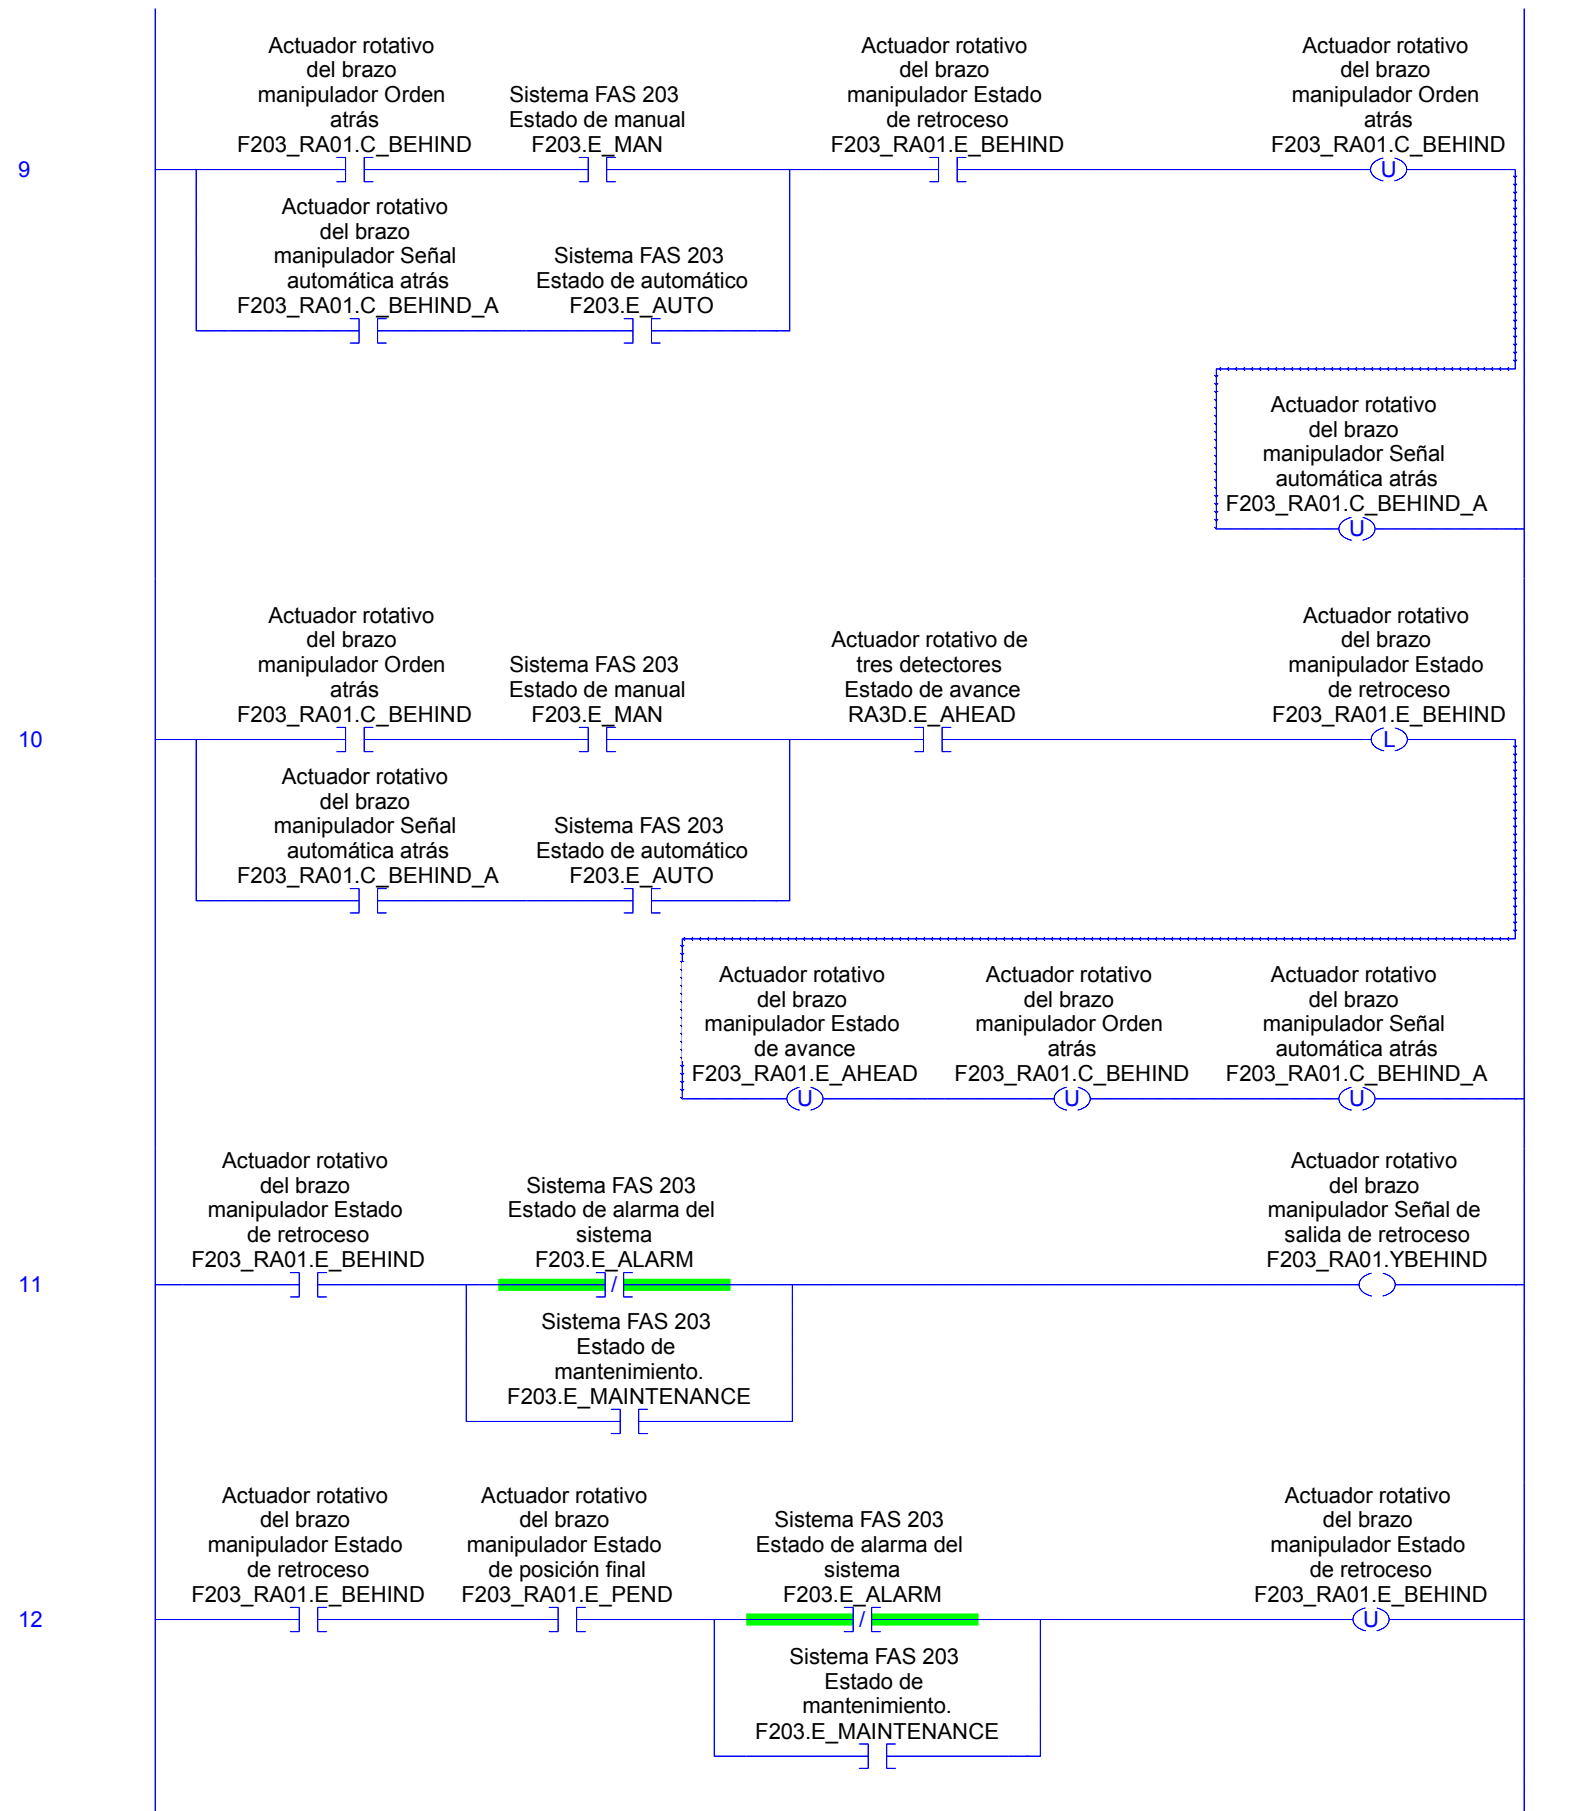 Actuador rotativo
del brazo
manipulador Orden
atrás
F203_RA01.C_BEHIND
Sistema FAS 203
Estado de manual
F203.E_MAN
Actuador rotativo
del brazo
manipulador Estado
de retroceso
F203_RA01.E_BEHIND
Actuador rotativo
del brazo
manipulador Orden
atrás
F203_RA01.C_BEHIND
9
U
Actuador rotativo
del brazo
manipulador Señal
automática atrás
F203_RA01.C_BEHIND_A
Sistema FAS 203
Estado de automático
F203.E_AUTO
Actuador rotativo
del brazo
manipulador Señal
automática atrás
F203_RA01.C_BEHIND_A
U
Actuador rotativo
del brazo
manipulador Orden
atrás
F203_RA01.C_BEHIND
Sistema FAS 203
Estado de manual
F203.E_MAN
Actuador rotativo de
tres detectores
Estado de avance
RA3D.E_AHEAD
Actuador rotativo
del brazo
manipulador Estado
de retroceso
F203_RA01.E_BEHIND
10
L
Actuador rotativo
del brazo
manipulador Señal
automática atrás
F203_RA01.C_BEHIND_A
Sistema FAS 203
Estado de automático
F203.E_AUTO
Actuador rotativo
del brazo
manipulador Estado
de avance
F203_RA01.E_AHEAD
U
Actuador rotativo
del brazo
manipulador Orden
atrás
F203_RA01.C_BEHIND
U
Actuador rotativo
del brazo
manipulador Señal
automática atrás
F203_RA01.C_BEHIND_A
U
Actuador rotativo
del brazo
manipulador Estado
de retroceso
F203_RA01.E_BEHIND
Sistema FAS 203
Estado de alarma del
sistema
F203.E_ALARM
Actuador rotativo
del brazo
manipulador Señal de
salida de retroceso
F203_RA01.YBEHIND
11
/
Sistema FAS 203
Estado de
mantenimiento.
F203.E_MAINTENANCE
Actuador rotativo
del brazo
manipulador Estado
de retroceso
F203_RA01.E_BEHIND
Actuador rotativo
del brazo
manipulador Estado
de posición final
F203_RA01.E_PEND
Sistema FAS 203
Estado de alarma del
sistema
F203.E_ALARM
Actuador rotativo
del brazo
manipulador Estado
de retroceso
F203_RA01.E_BEHIND
12
/
U
Sistema FAS 203
Estado de
mantenimiento.
F203.E_MAINTENANCE